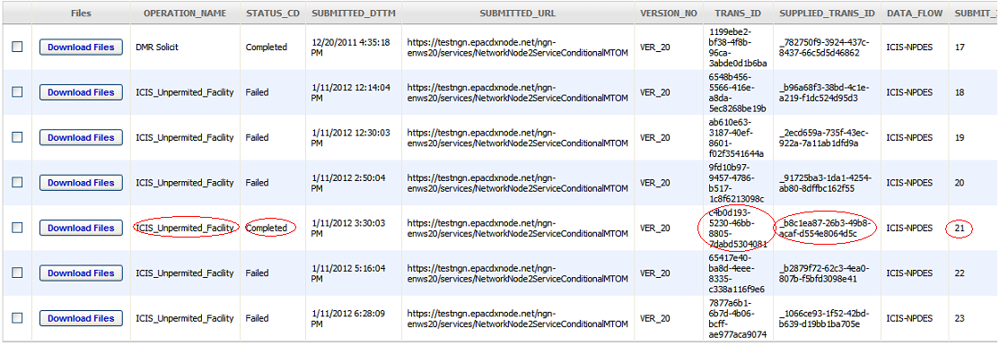 Files OPERATION_NAME STATUS_CD SUBMITTED_DTTM SUBMITTED_URL VERSION_NO TRANS_ID SUPPLIED_TRANS_ID DATA_FLOW SUBMIT_
Download Files DMR Solicit Completed 12/20/2011 4:35:18 PM https://testngn.epacdxnode.net/ngn-enws20/services/NetworkNode2ServiceConditionalMTOM VER_20 1199ebe2-bf38-4f8b-96ca-3abde0d1b6ba _782750f9-3924-437c-8437-66c5d5d46862 ICIS-NPDES 17
Download Files ICIS_Unpermited_Facility Failed 1/11/2012 12:14:04 PM https://testngn.epacdxnode.net/ngn-enws20/services/NetworkNode2ServiceConditionalMTOM VER_20 6548b456-5566-416e-a8da-5ec8268be19b _b96a68f3-38bd-4c1e-a219-f1dc524d95d3 ICIS-NPDES 18
Download Files ICIS_Unpermited_Facility Failed 1/11/2012 12:30:03 PM https://testngn.epacdxnode.net/ngn-enws20/services/NetworkNode2ServiceConditionalMTOM VER_20 ab610e63-3187-40ef-8601-f02f3541644a _2ecd659a-735f-43ec-922a-7a11ab1dfd9a ICIS-NPDES 19
Download Files ICIS_Unpermited_Facility Failed 1/11/2012 2:50:04 PM https://testngn.epacdxnode.net/ngn-enws20/services/NetworkNode2ServiceConditionalMTOM VER_20 9fd10b97-9457-4786-b517-1c8f6213098c _91725ba3-1da1-4254-ab80-8dffbc162f55 ICIS-NPDES 20
Download Files ICIS_Unpermited_Facility Completed 1/11/2012 3:30:03 PM https://testngn.epacdxnode.net/ngn-enws20/services/NetworkNode2ServiceConditionalMTOM VER_20 c4b0d193-5230-46bb-8805-7dabd5304081 _b8c1ea87-26b3-49b8-acaf-d554e8064d5c ICIS-NPDES 21
Download Files ICIS_Unpermited_Facility Failed 1/11/2012 5:16:04 PM https://testngn.epacdxnode.net/ngn-enws20/services/NetworkNode2ServiceConditionalMTOM VER_20 65417e40-ba8d-4eee-8335-c338a116f9e6 _b2879f72-62c3-4ea0-807b-f5bfd3098e41 ICIS-NPDES 22
Download Files ICIS_Unpermited_Facility Failed 1/11/2012 6:28:09 PM https://testngn.epacdxnode.net/ngn-enws20/services/NetworkNode2ServiceConditionalMTOM VER_20 7877a6b1-6b7d-4b06-bcff-ae977aca9074 _1066ce93-1f52-42bd-b639-d19bb1ba705e ICIS-NPDES 23